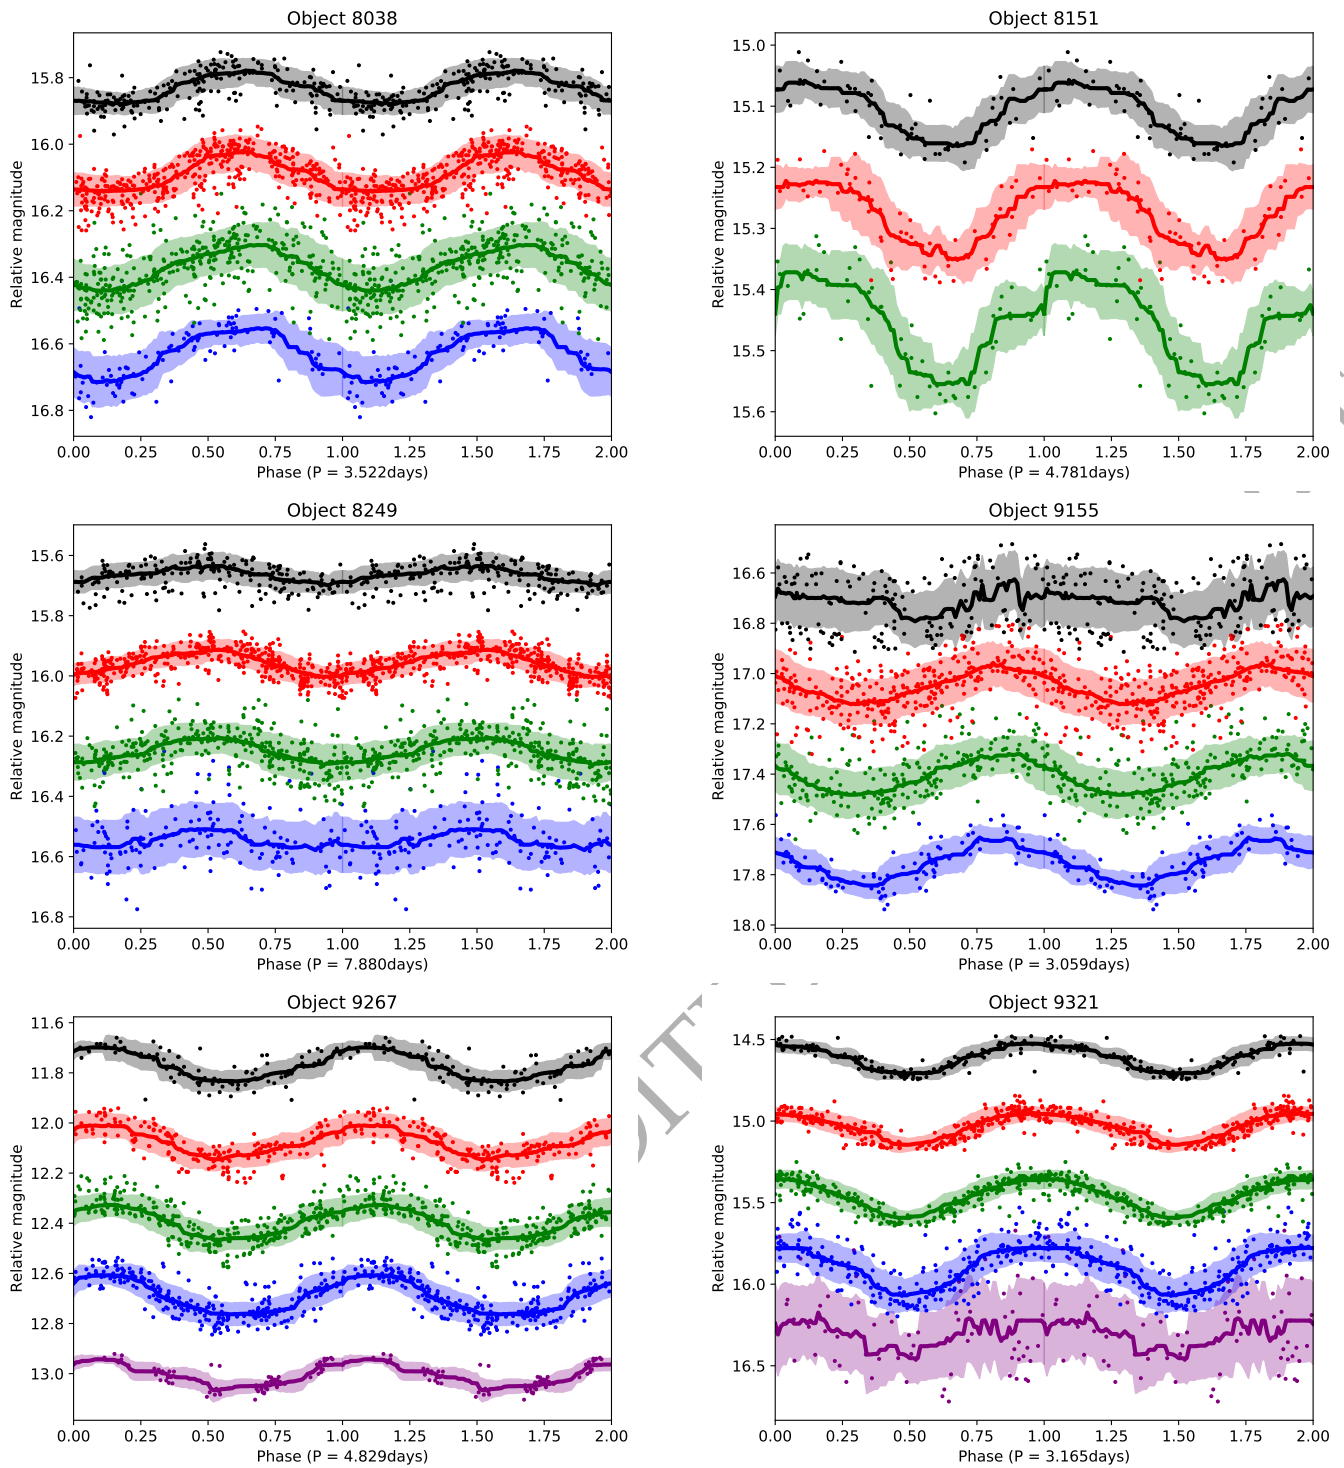 Object 8038
Relative magnitude
15.8
16.0
16.2
16.4
16.6
16.8
0.00 0.25 0.50 0.75 1.00 1.25 1.50 1.75 2.00
Phase (P = 3.522days)
Object 8151
Relative magnitude
15.0
15.1
15.2
15.3
15.4
15.5
15.6
0.00 0.25 0.50 0.75 1.00 1.25 1.50 1.75 2.00
Phase (P = 4.781days)
Object 8249
Relative magnitude
15.6
15.8
16.0
16.2
16.4
16.6
16.8
0.00 0.25 0.50 0.75 1.00 1.25 1.50 1.75 2.00
Phase (P = 7.880days)
Object 9155
Relative magnitude
16.6
16.8
17.0
17.2
17.4
17.6
17.8
18.0
0.00 0.25 0.50 0.75 1.00 1.25 1.50 1.75 2.00
Phase (P = 3.059days)
Object 9267
Relative magnitude
11.6
11.8
12.0
12.2
12.4
12.6
12.8
13.0
0.00 0.25 0.50 0.75 1.00 1.25 1.50 1.75 2.00
Phase (P = 4.829days)
Object 9321
Relative magnitude
14.5
15.0
15.5
16.0
16.5
0.00 0.25 0.50 0.75 1.00 1.25 1.50 1.75 2.00
Phase (P = 3.165days)